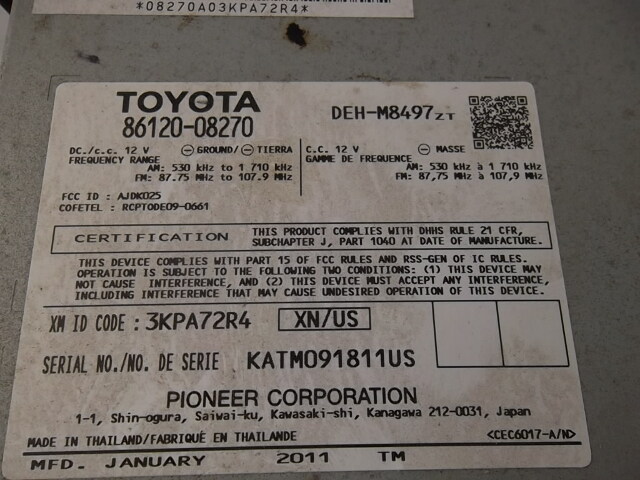 *08270A03KPA72R4*
TOYOTA
86120-08270
DEH-M8497ZT
DC./c.c. 12 V ⊖GROUND/⊖TIERRA
FREQUENCY RANGE
AM: 530 kHz to 1 710 kHz
FM: 87.75 MHz to 107.9 MHz
C.C. 12 V ⊖ MASSE
GAMME DE FREQUENCE
AM: 530 kHz à 1 710 kHz
FM: 87,75 MHz à 107,9 MHz
FCC ID : AJDK025
COFETEL : RCPTODE09-0661
CERTIFICATION
THIS PRODUCT COMPLIES WITH DHHS RULE 21 CFR,
SUBCHAPTER J, PART 1040 AT DATE OF MANUFACTURE.
THIS DEVICE COMPLIES WITH PART 15 OF FCC RULES AND RSS-GEN OF IC RULES.
OPERATION IS SUBJECT TO THE FOLLOWING TWO CONDITIONS: (1) THIS DEVICE MAY
NOT CAUSE INTERFERENCE, AND (2) THIS DEVICE MUST ACCEPT ANY INTERFERENCE,
INCLUDING INTERFERENCE THAT MAY CAUSE UNDESIRED OPERATION OF THIS DEVICE.
XM ID CODE : 3KPA72R4 XN/US
SERIAL NO./NO. DE SERIE KATM091811US
PIONEER CORPORATION
1-1, Shin-ogura, Saiwai-ku, Kawasaki-shi, Kanagawa 212-0031, Japan
MADE IN THAILAND/FABRIQUÉ EN THAILANDE <CEC6017-A/N>
MFD. JANUARY 2011 TM